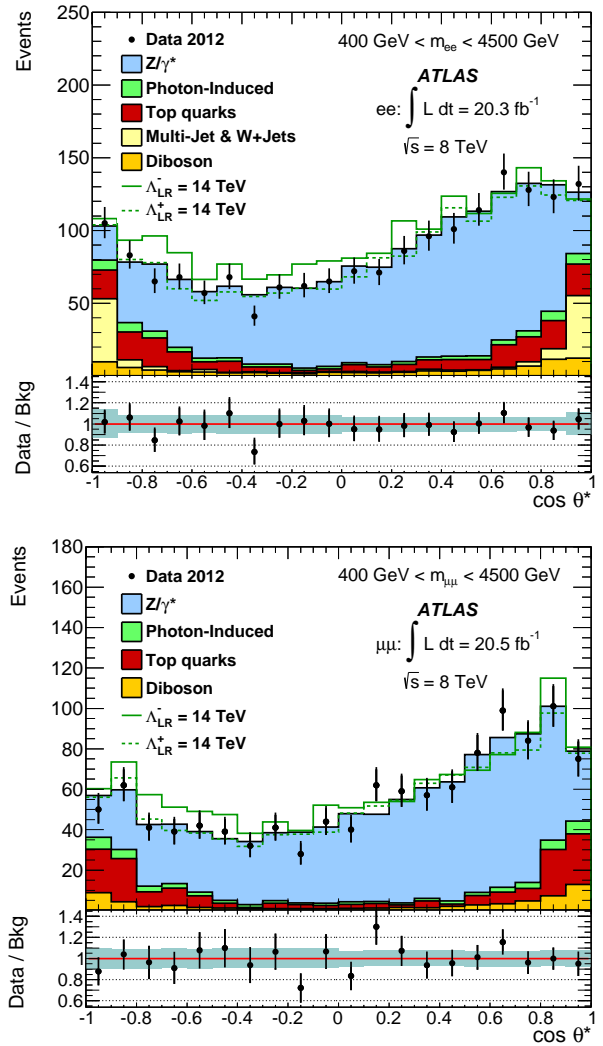 Events
250
200
150
100
50
Data 2012
Z/γ*
Photon-Induced
Top quarks
Multi-Jet & W+Jets
Diboson
Λ⁻LR = 14 TeV
Λ⁺LR = 14 TeV
400 GeV < mee < 4500 GeV
ATLAS
ee: ∫ L dt = 20.3 fb⁻¹
√s = 8 TeV
Data / Bkg
1.4
1.2
1
0.8
0.6
-1 -0.8 -0.6 -0.4 -0.2 0 0.2 0.4 0.6 0.8 1
cos θ*
Events
180
160
140
120
100
80
60
40
20
Data 2012
Z/γ*
Photon-Induced
Top quarks
Diboson
Λ⁻LR = 14 TeV
Λ⁺LR = 14 TeV
400 GeV < mμμ < 4500 GeV
ATLAS
μμ: ∫ L dt = 20.5 fb⁻¹
√s = 8 TeV
Data / Bkg
1.4
1.2
1
0.8
0.6
-1 -0.8 -0.6 -0.4 -0.2 0 0.2 0.4 0.6 0.8 1
cos θ*